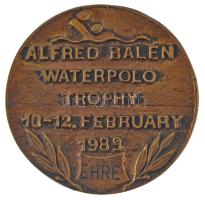 ALFRED BALEN
WATERPOLO
TROPHY
10-12. FEBRUARY
1989
EHRE